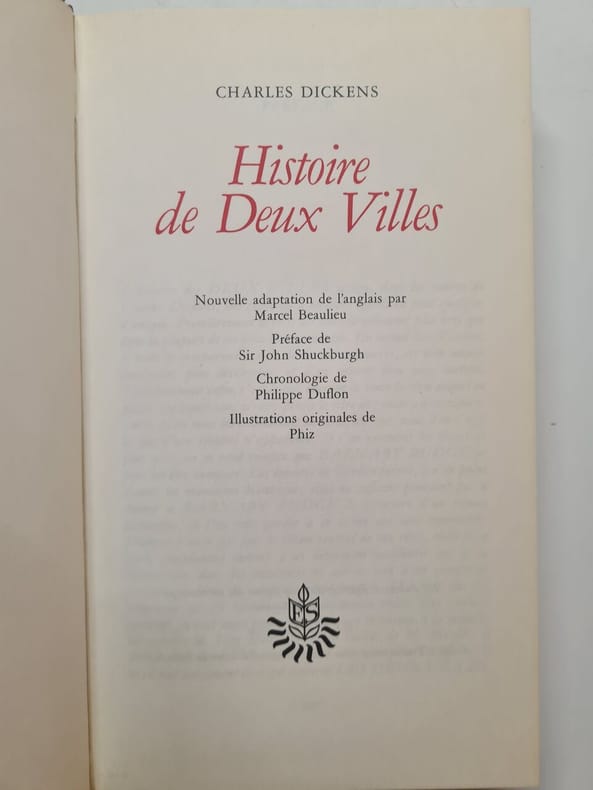 CHARLES DICKENS
Histoire
de Deux Villes
Nouvelle adaptation de l'anglais par
Marcel Beaulieu
Préface de
Sir John Shuckburgh
Chronologie de
Philippe Duflon
Illustrations originales de
Phiz
ES